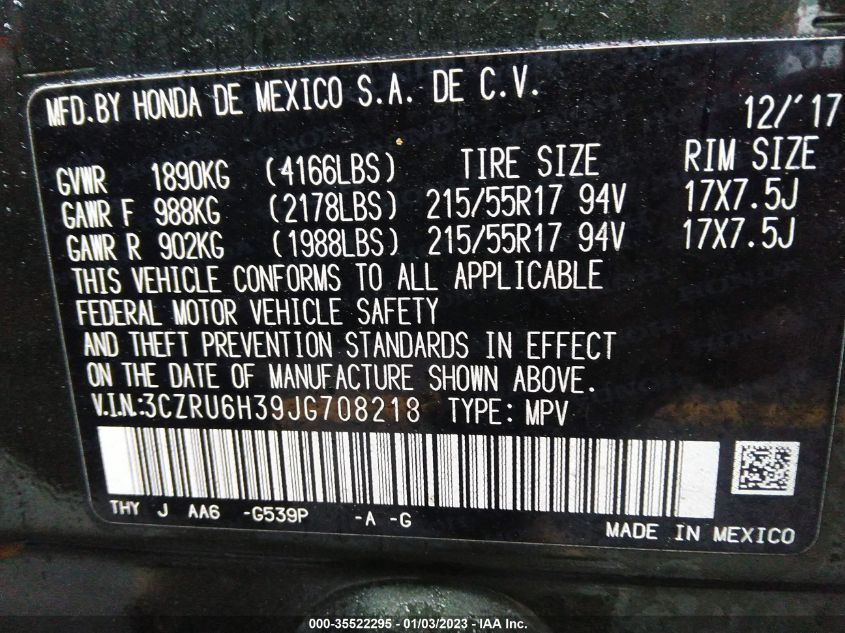 MFD.BY HONDA DE MEXICO S.A. DE C.V. 12/'17
GVWR 1890KG (4166LBS) TIRE SIZE RIM SIZE
GAWR F 988KG (2178LBS) 215/55R17 94V 17X7.5J
GAWR R 902KG (1988LBS) 215/55R17 94V 17X7.5J
THIS VEHICLE CONFORMS TO ALL APPLICABLE
FEDERAL MOTOR VEHICLE SAFETY
AND THEFT PREVENTION STANDARDS IN EFFECT
ON THE DATE OF MANUFACTURE SHOWN ABOVE.
V.I.N.:3CZRU6H39JG708218 TYPE: MPV
THY J AA6 -G539P -A -G
MADE IN MEXICO
000-35522295 - 01/03/2023 - IAA Inc.